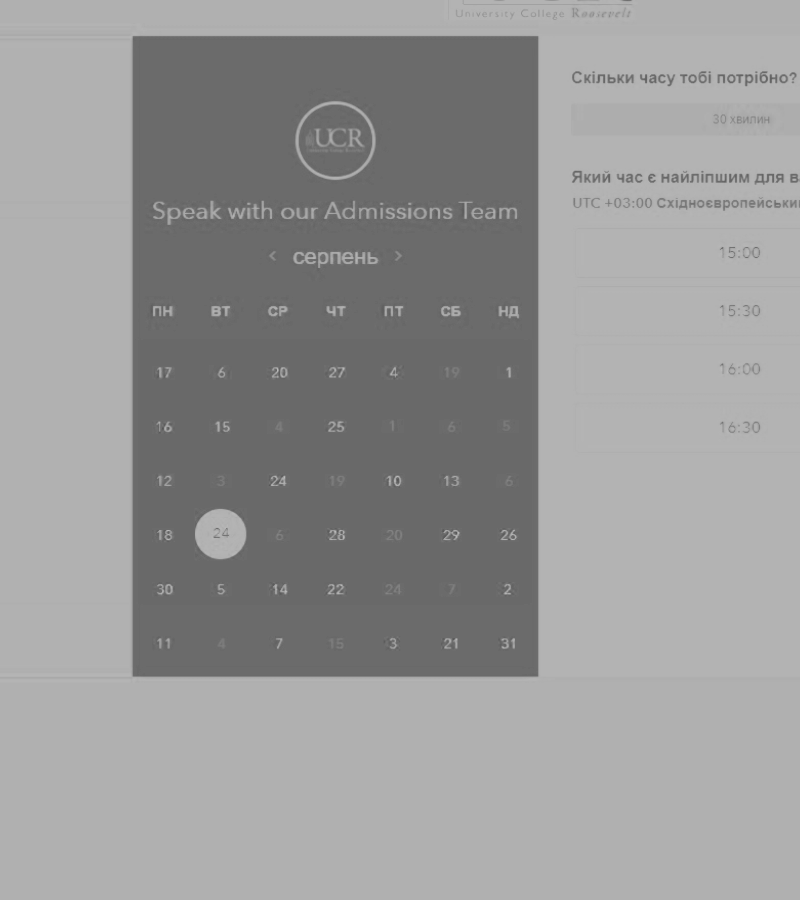 University College Roosevelt
UCR
Speak with our Admissions Team
< серпень >
ПН ВТ СР ЧТ ПТ СБ НД
17 6 20 27 4 19 1
16 15 4 25 1 6 5
12 3 24 19 10 13 6
18 24 6 28 20 29 26
30 5 14 22 24 7 2
11 4 7 15 3 21 31
Скільки часу тобі потрібно?
30 хвилин
Який час є найліпшим для в
UTC +03:00 Східноєвропейськи
15:00
15:30
16:00
16:30